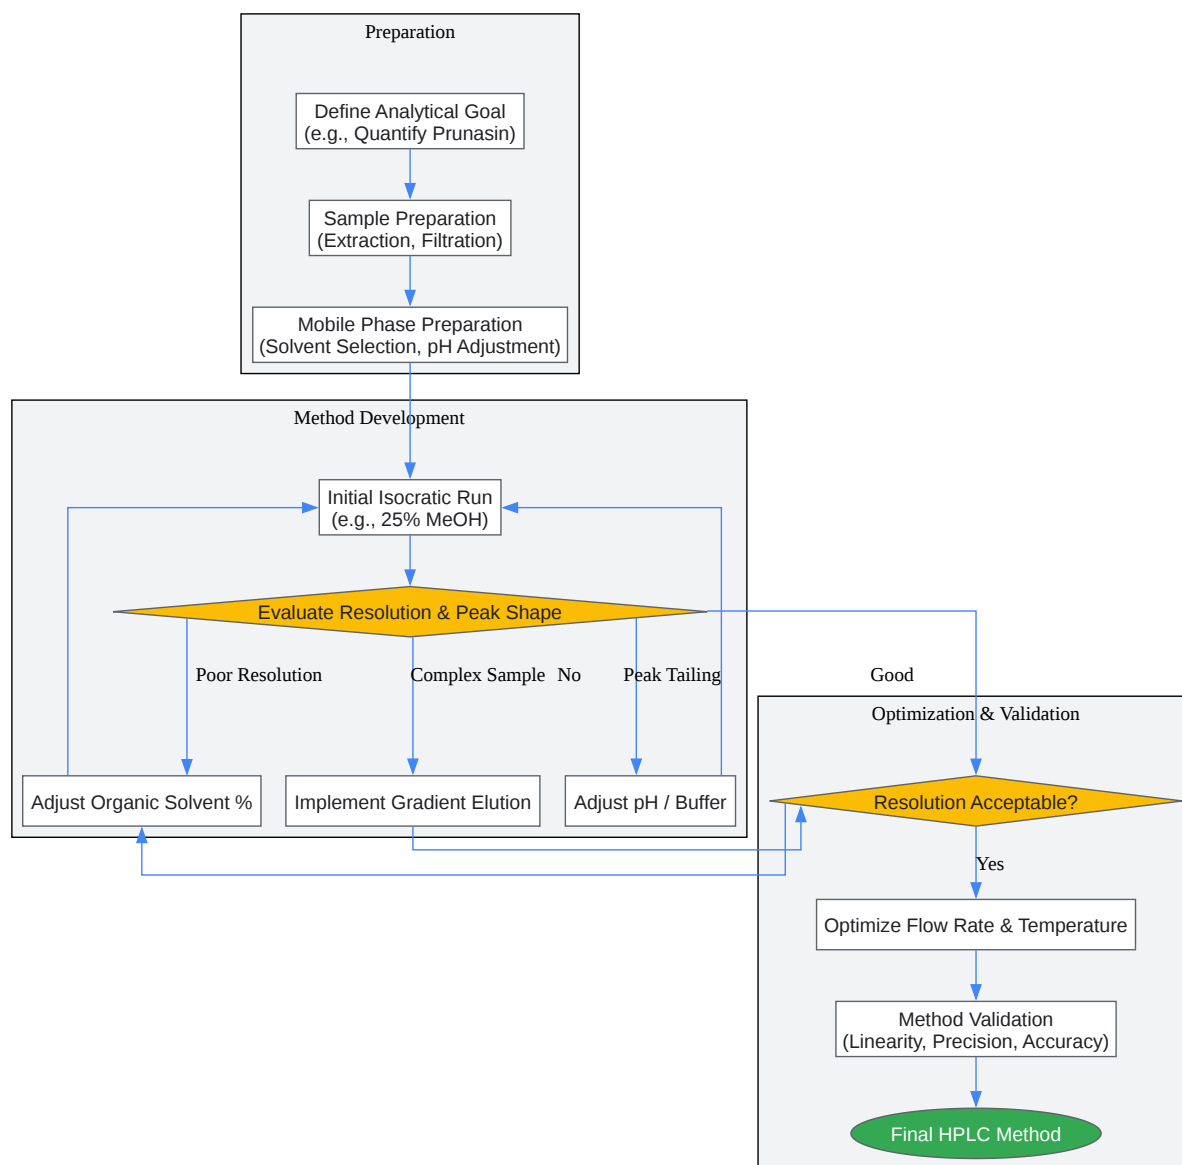 Preparation
Define Analytical Goal
(e.g., Quantify Prunasin)
Sample Preparation
(Extraction, Filtration)
Mobile Phase Preparation
(Solvent Selection, pH Adjustment)
Method Development
Initial Isocratic Run
(e.g., 25% MeOH)
Evaluate Resolution & Peak Shape
Poor Resolution
Complex Sample
No
Peak Tailing
Good
Optimization & Validation
Adjust Organic Solvent %
Implement Gradient Elution
Adjust pH / Buffer
Resolution Acceptable?
Yes
Optimize Flow Rate & Temperature
Method Validation
(Linearity, Precision, Accuracy)
Final HPLC Method